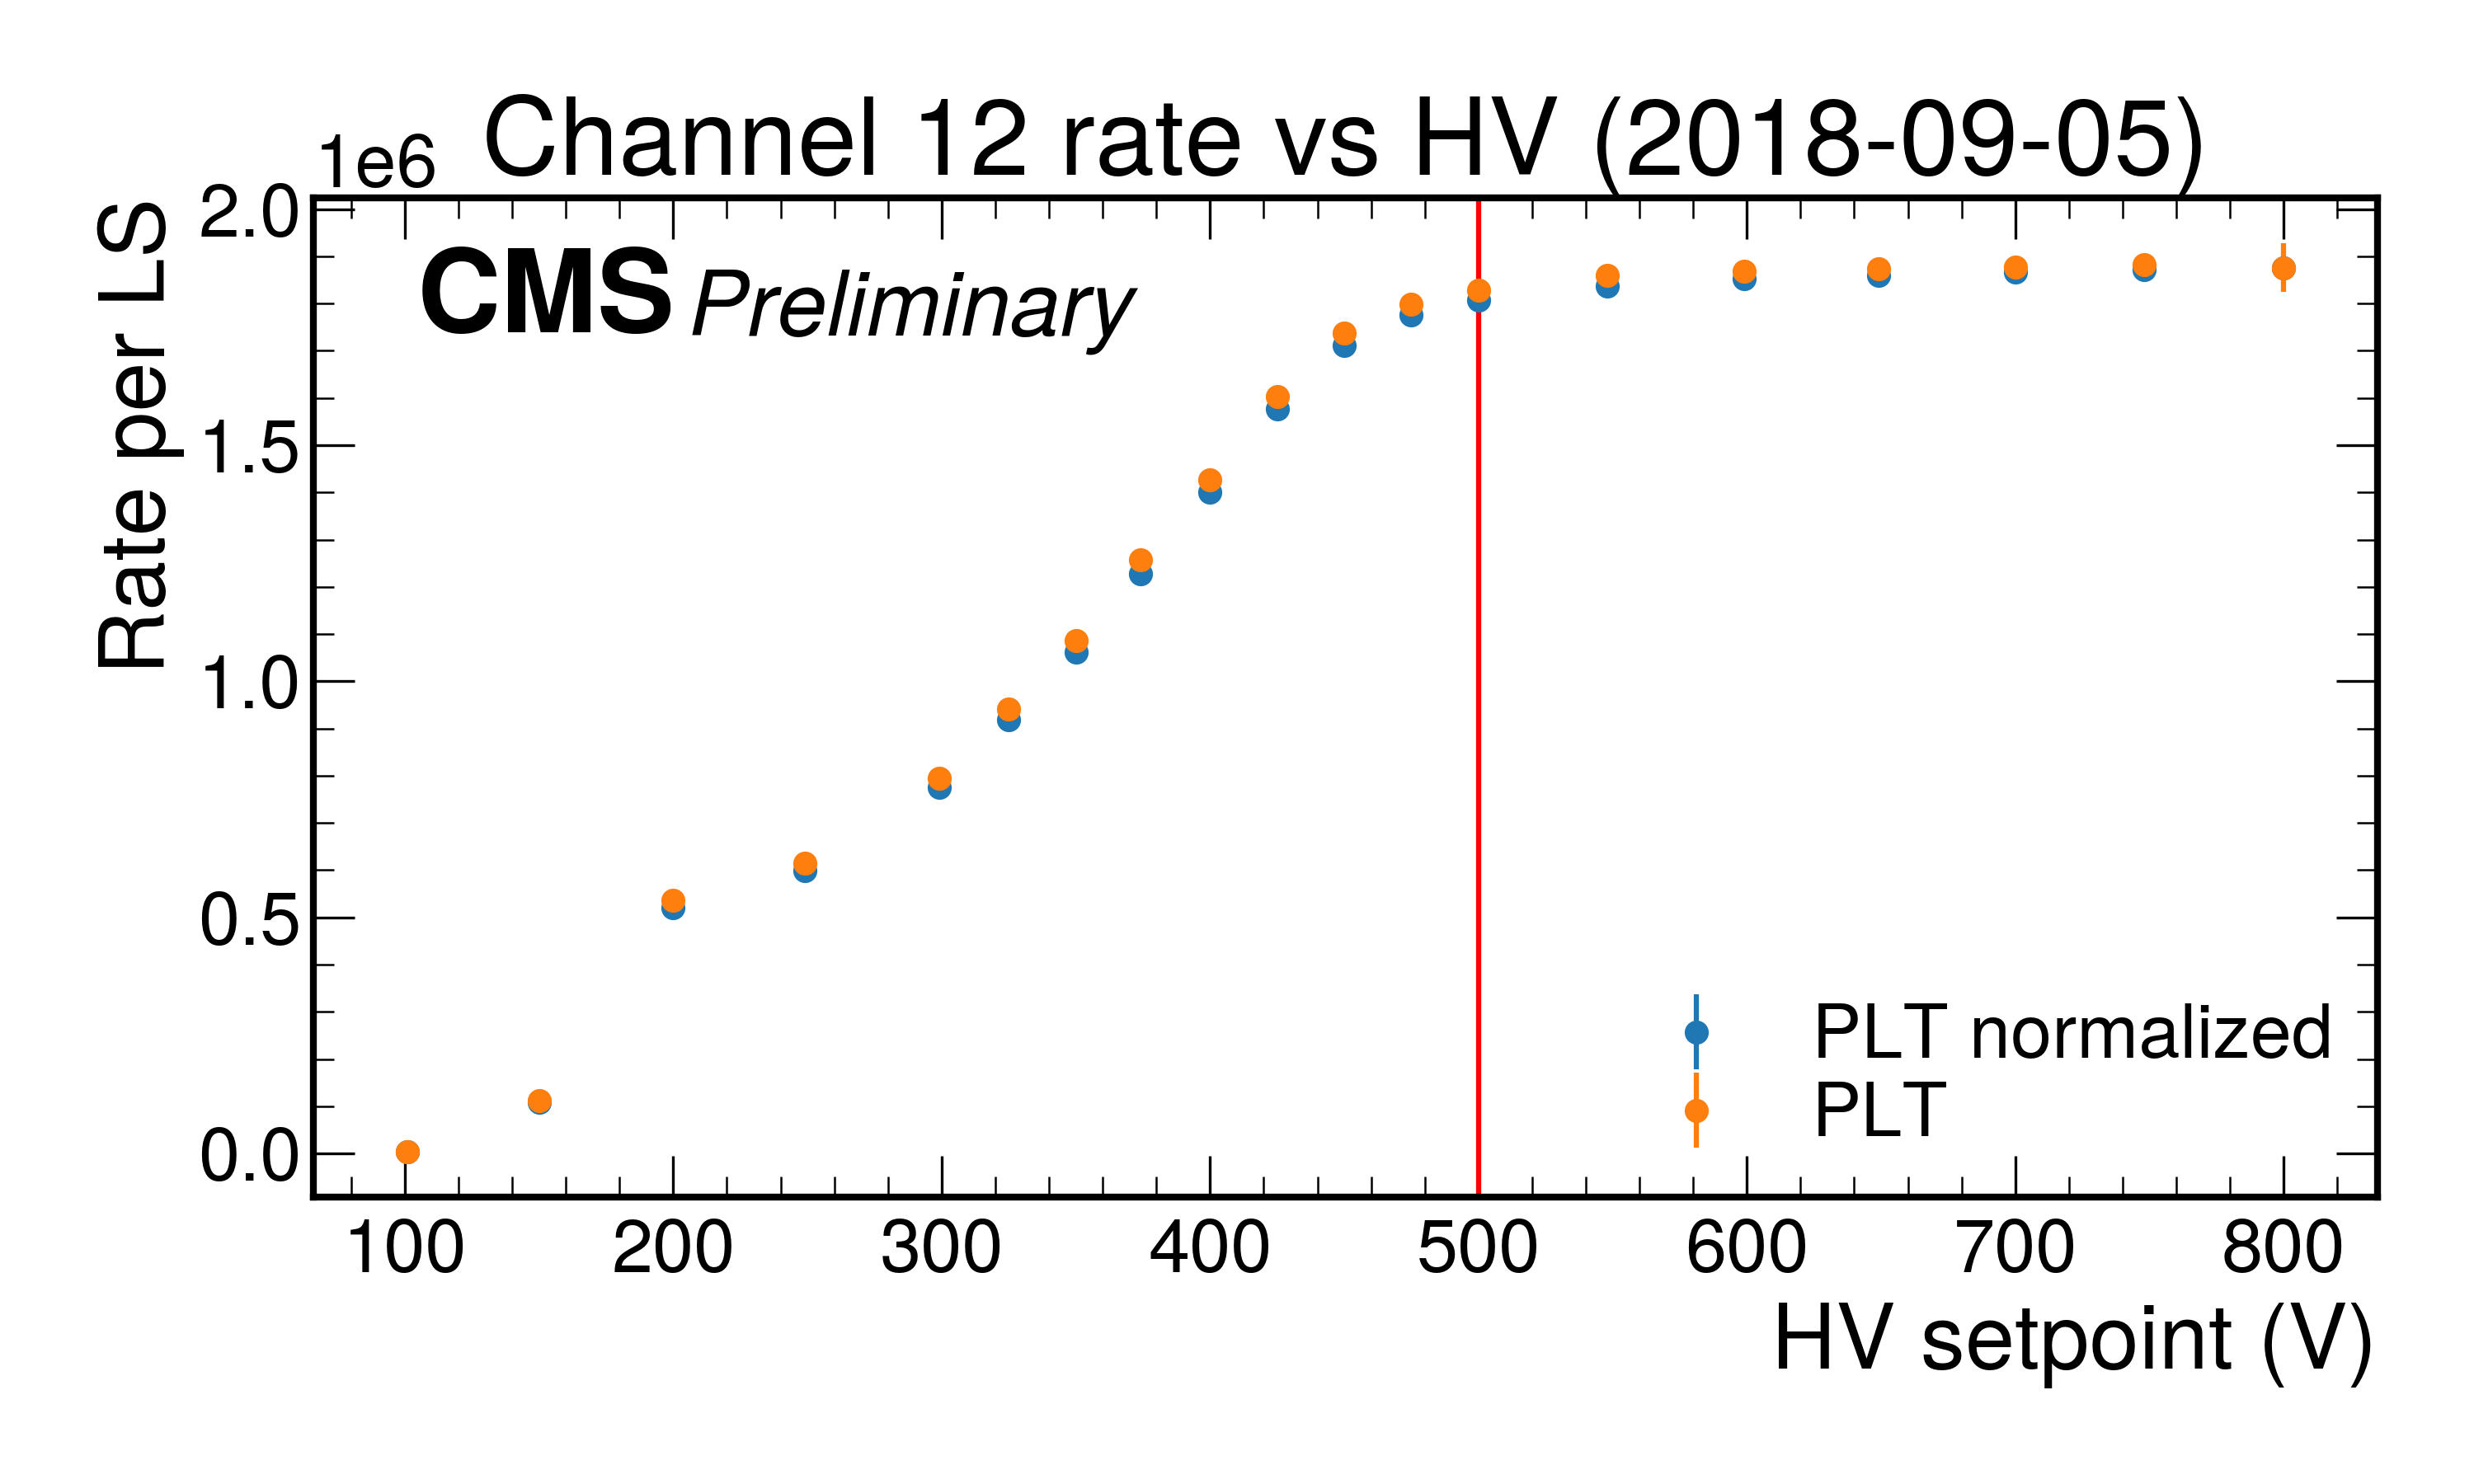 Channel 12 rate vs HV (2018-09-05)
1e6
CMS Preliminary
Rate per LS
2.0
1.5
1.0
0.5
0.0
PLT normalized
PLT
100 200 300 400 500 600 700 800
HV setpoint (V)